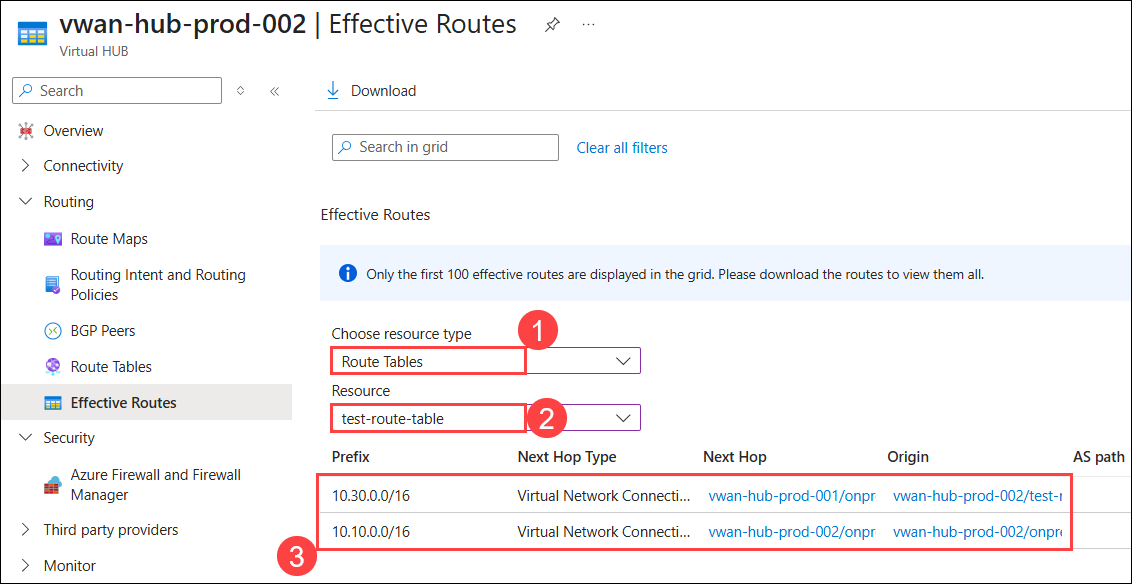 vwan-hub-prod-002 | Effective Routes
Virtual HUB
Search
Overview
Connectivity
Routing
Route Maps
Routing Intent and Routing
Policies
BGP Peers
Route Tables
Effective Routes
Security
Azure Firewall and Firewall
Manager
Third party providers
Monitor
Download
Search in grid
Clear all filters
Effective Routes
Only the first 100 effective routes are displayed in the grid. Please download the routes to view them all.
Choose resource type
1
Route Tables
Resource
test-route-table
2
Prefix Next Hop Type Next Hop Origin AS path
10.30.0.0/16 Virtual Network Connecti... vwan-hub-prod-001/onpr vwan-hub-prod-002/test-r
10.10.0.0/16 Virtual Network Connecti... vwan-hub-prod-002/onpr vwan-hub-prod-002/onpre
3